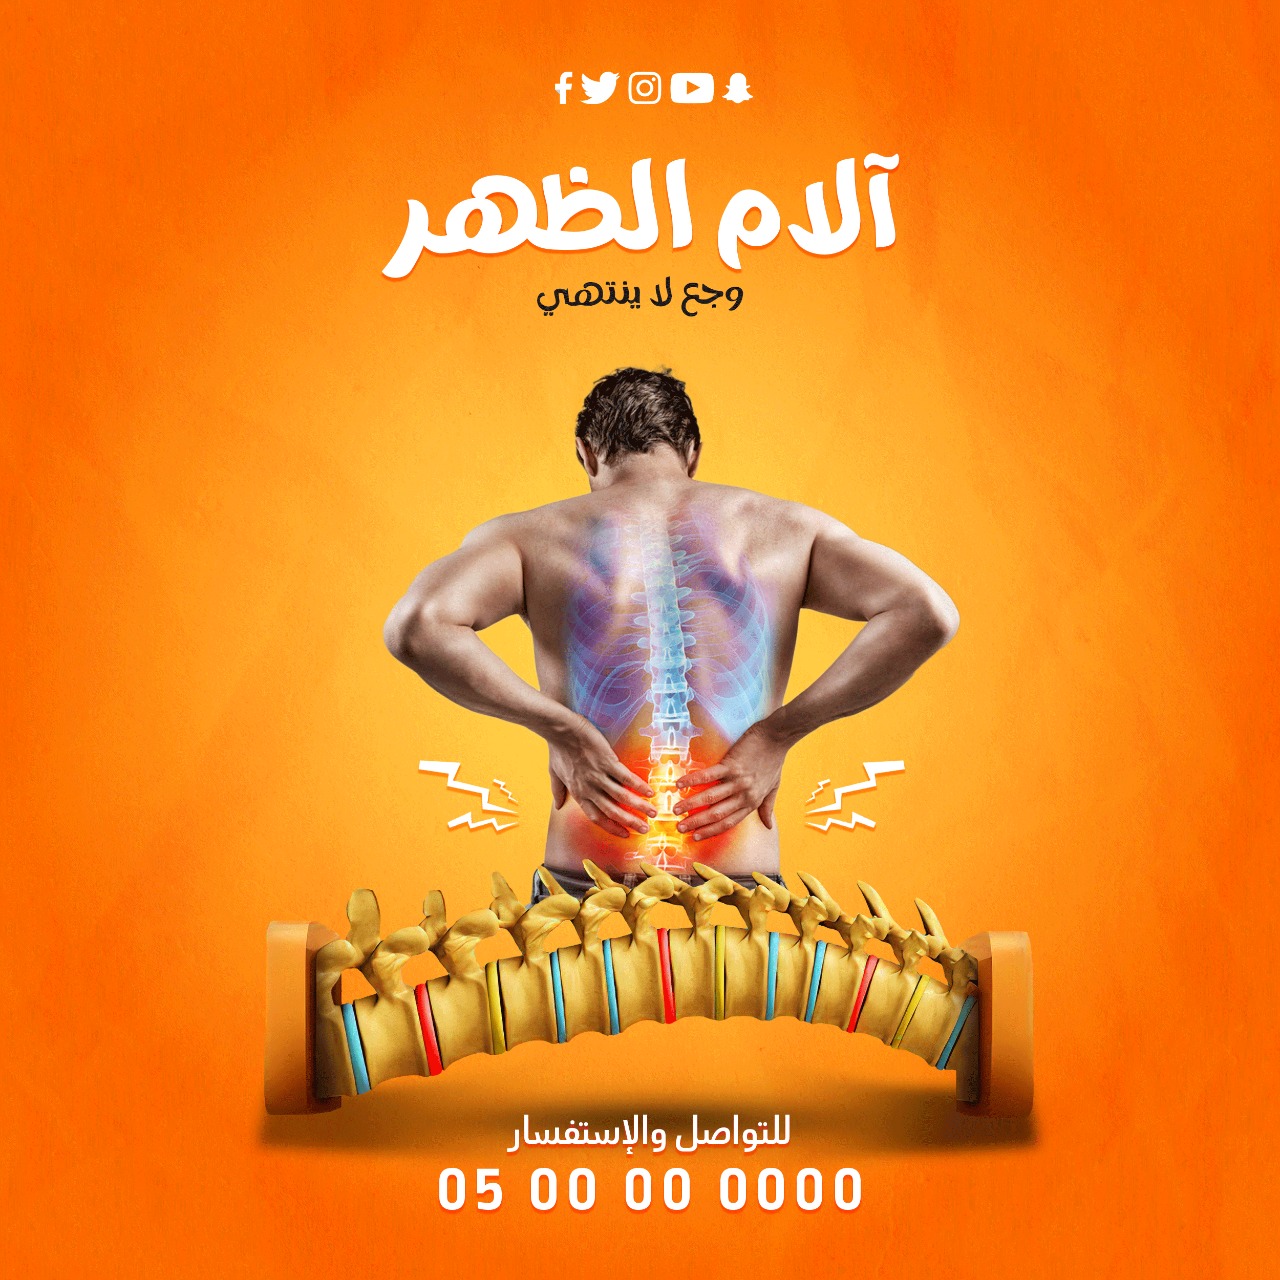 آلام الظهر
وجع لا ينتهي
للتواصل والإستفسار
05 00 00 0000